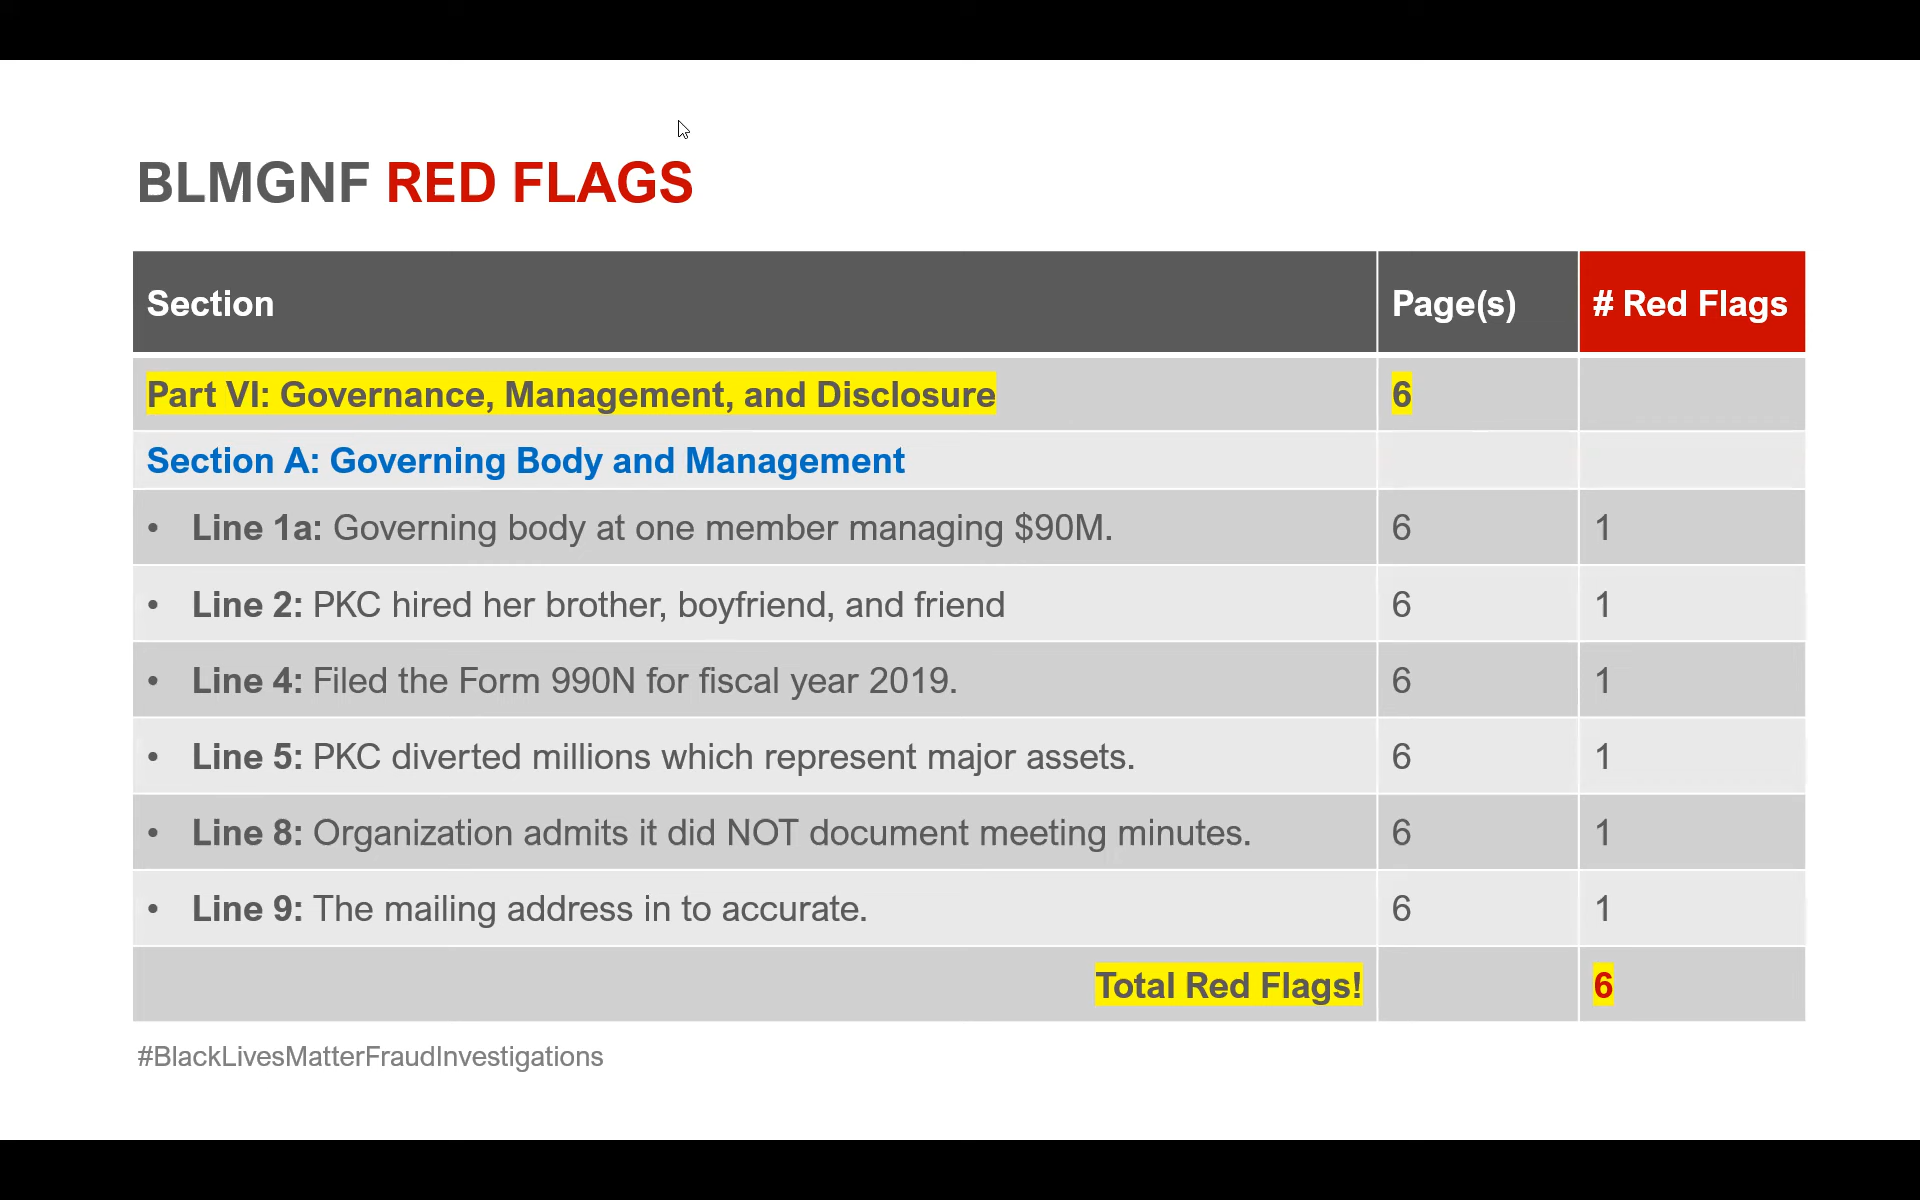 BLMGNF RED FLAGS
Section Page(s) # Red Flags
Part VI: Governance, Management, and Disclosure 6
Section A: Governing Body and Management
• Line 1a: Governing body at one member managing $90M. 6 1
• Line 2: PKC hired her brother, boyfriend, and friend 6 1
• Line 4: Filed the Form 990N for fiscal year 2019. 6 1
• Line 5: PKC diverted millions which represent major assets. 6 1
• Line 8: Organization admits it did NOT document meeting minutes. 6 1
• Line 9: The mailing address in to accurate. 6 1
Total Red Flags! 6
#BlackLivesMatterFraudInvestigations